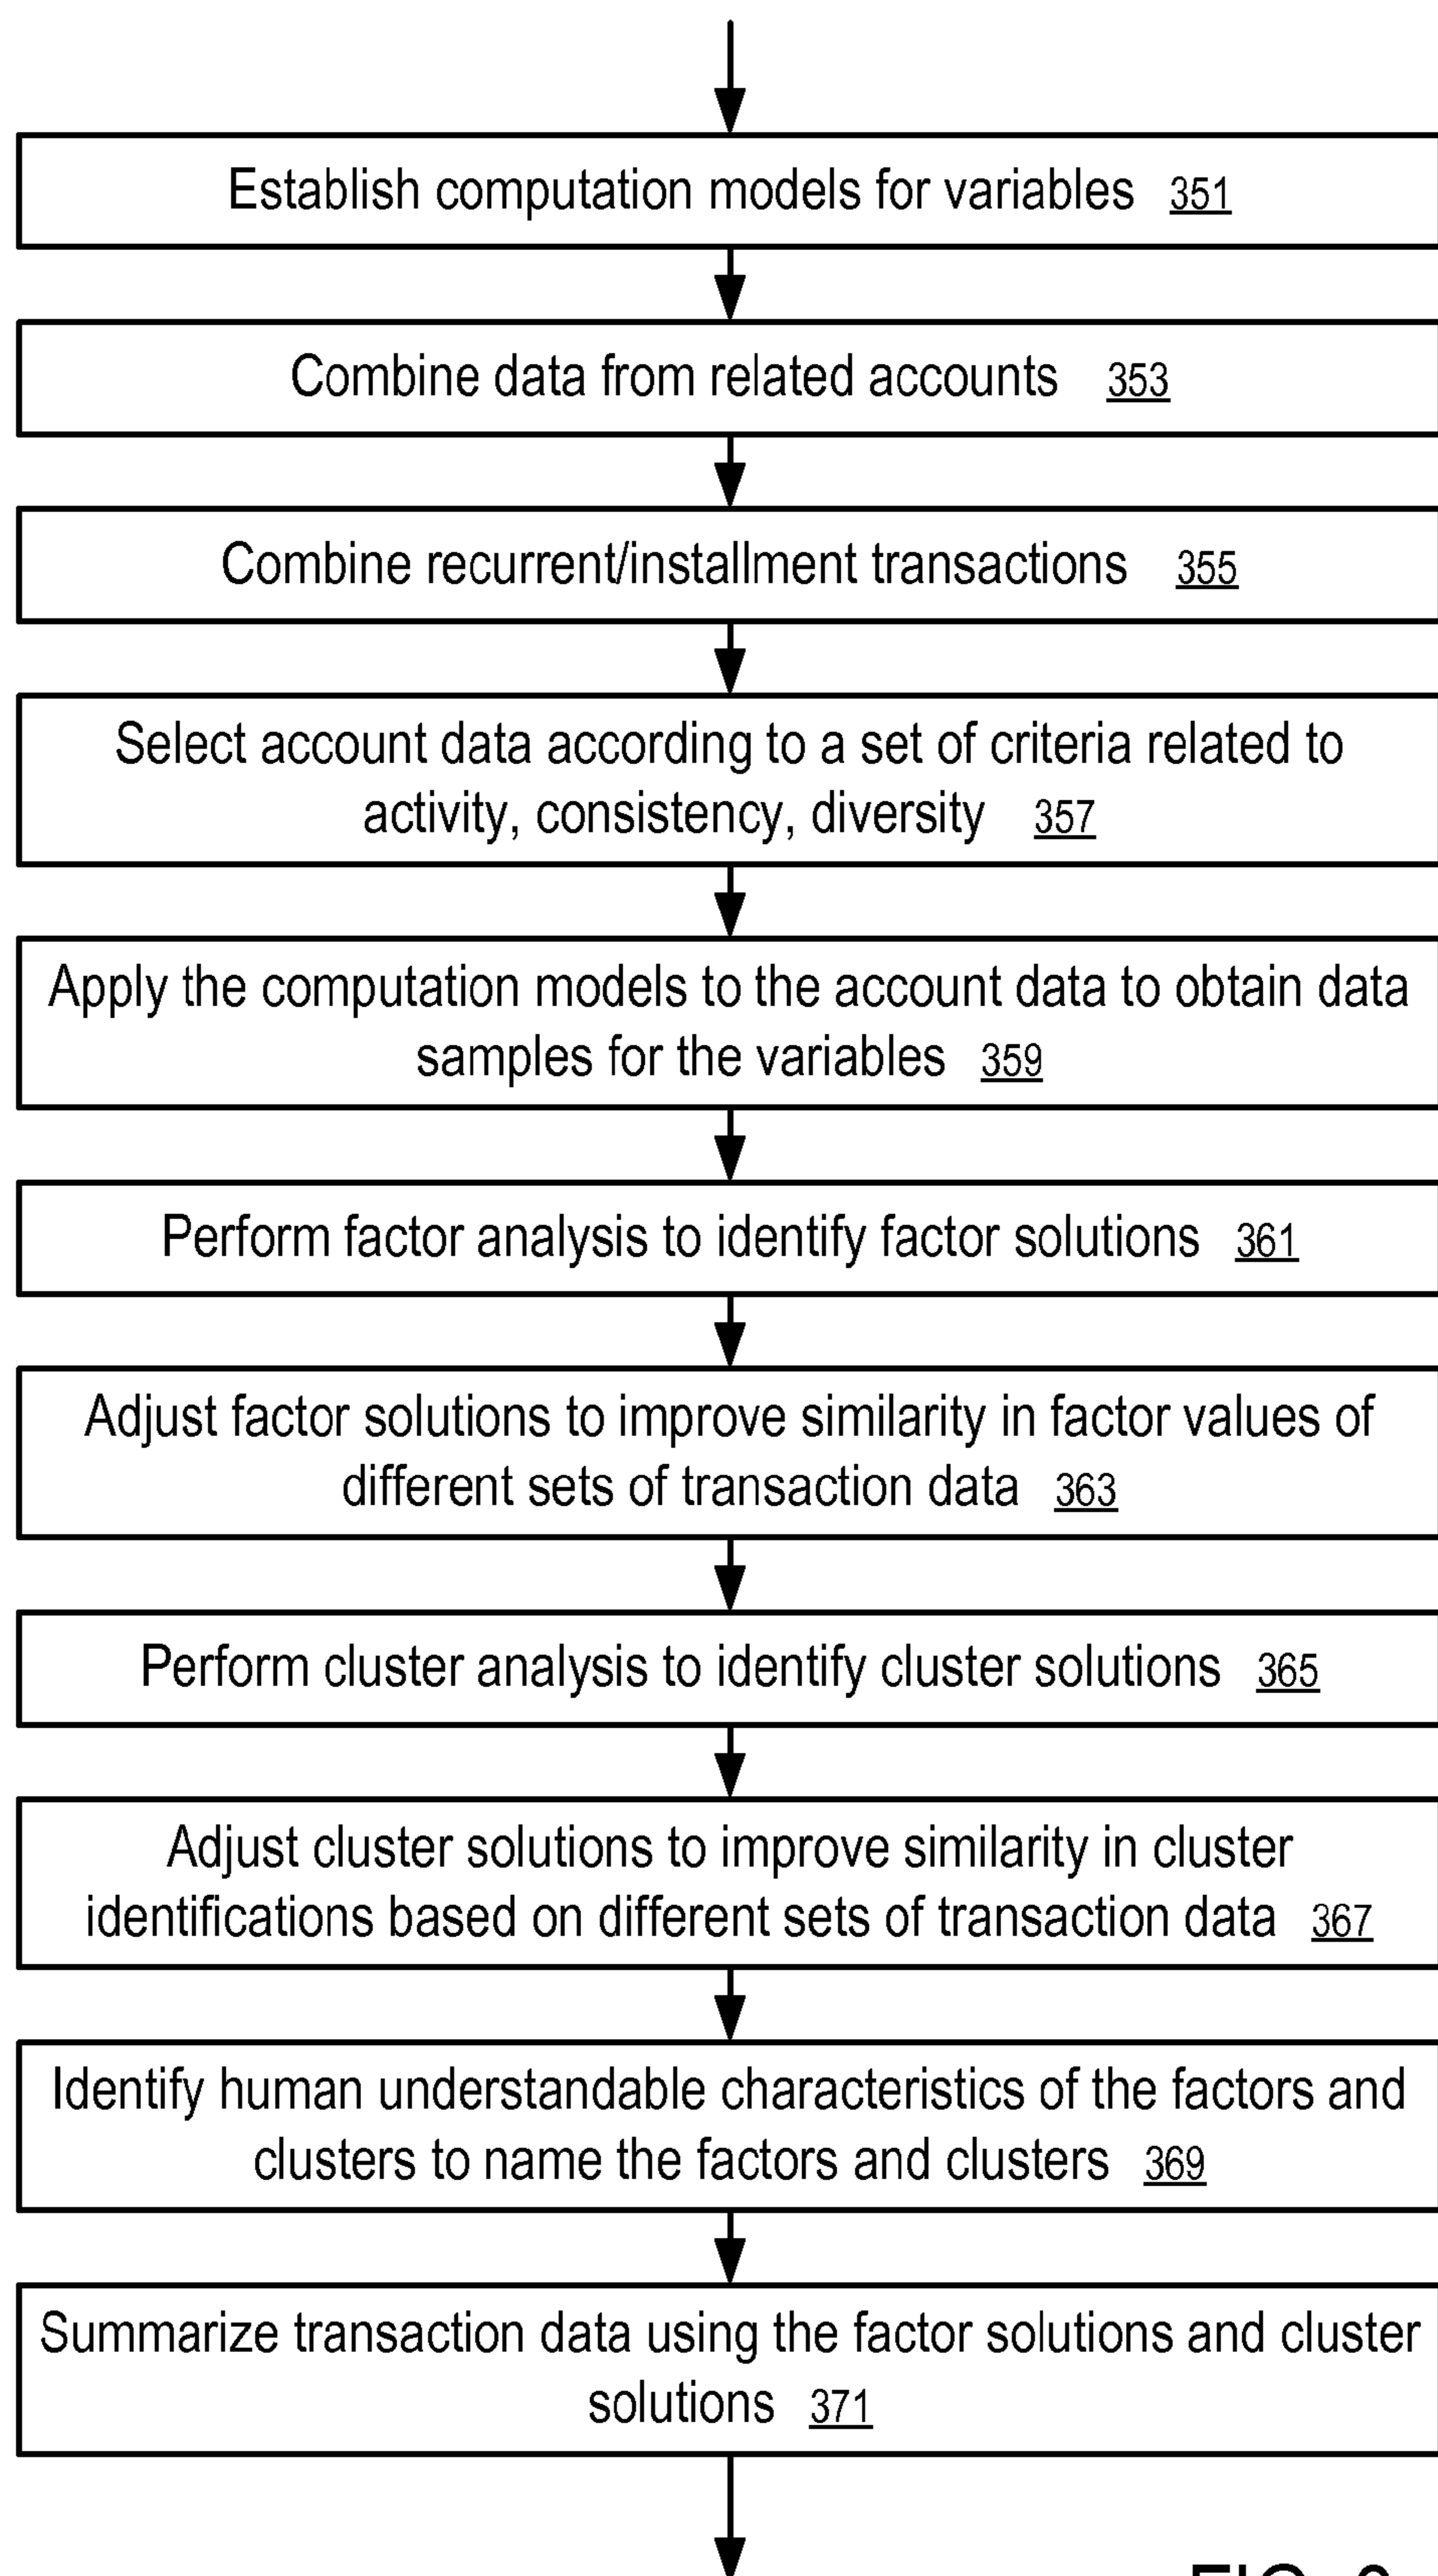 Establish computation models for variables 351
Combine data from related accounts 353
Combine recurrent/installment transactions 355
Select account data according to a set of criteria related to
activity, consistency, diversity 357
Apply the computation models to the account data to obtain data
samples for the variables 359
Perform factor analysis to identify factor solutions 361
Adjust factor solutions to improve similarity in factor values of
different sets of transaction data 363
Perform cluster analysis to identify cluster solutions 365
Adjust cluster solutions to improve similarity in cluster
identifications based on different sets of transaction data 367
Identify human understandable characteristics of the factors and
clusters to name the factors and clusters 369
Summarize transaction data using the factor solutions and cluster
solutions 371
FIG.